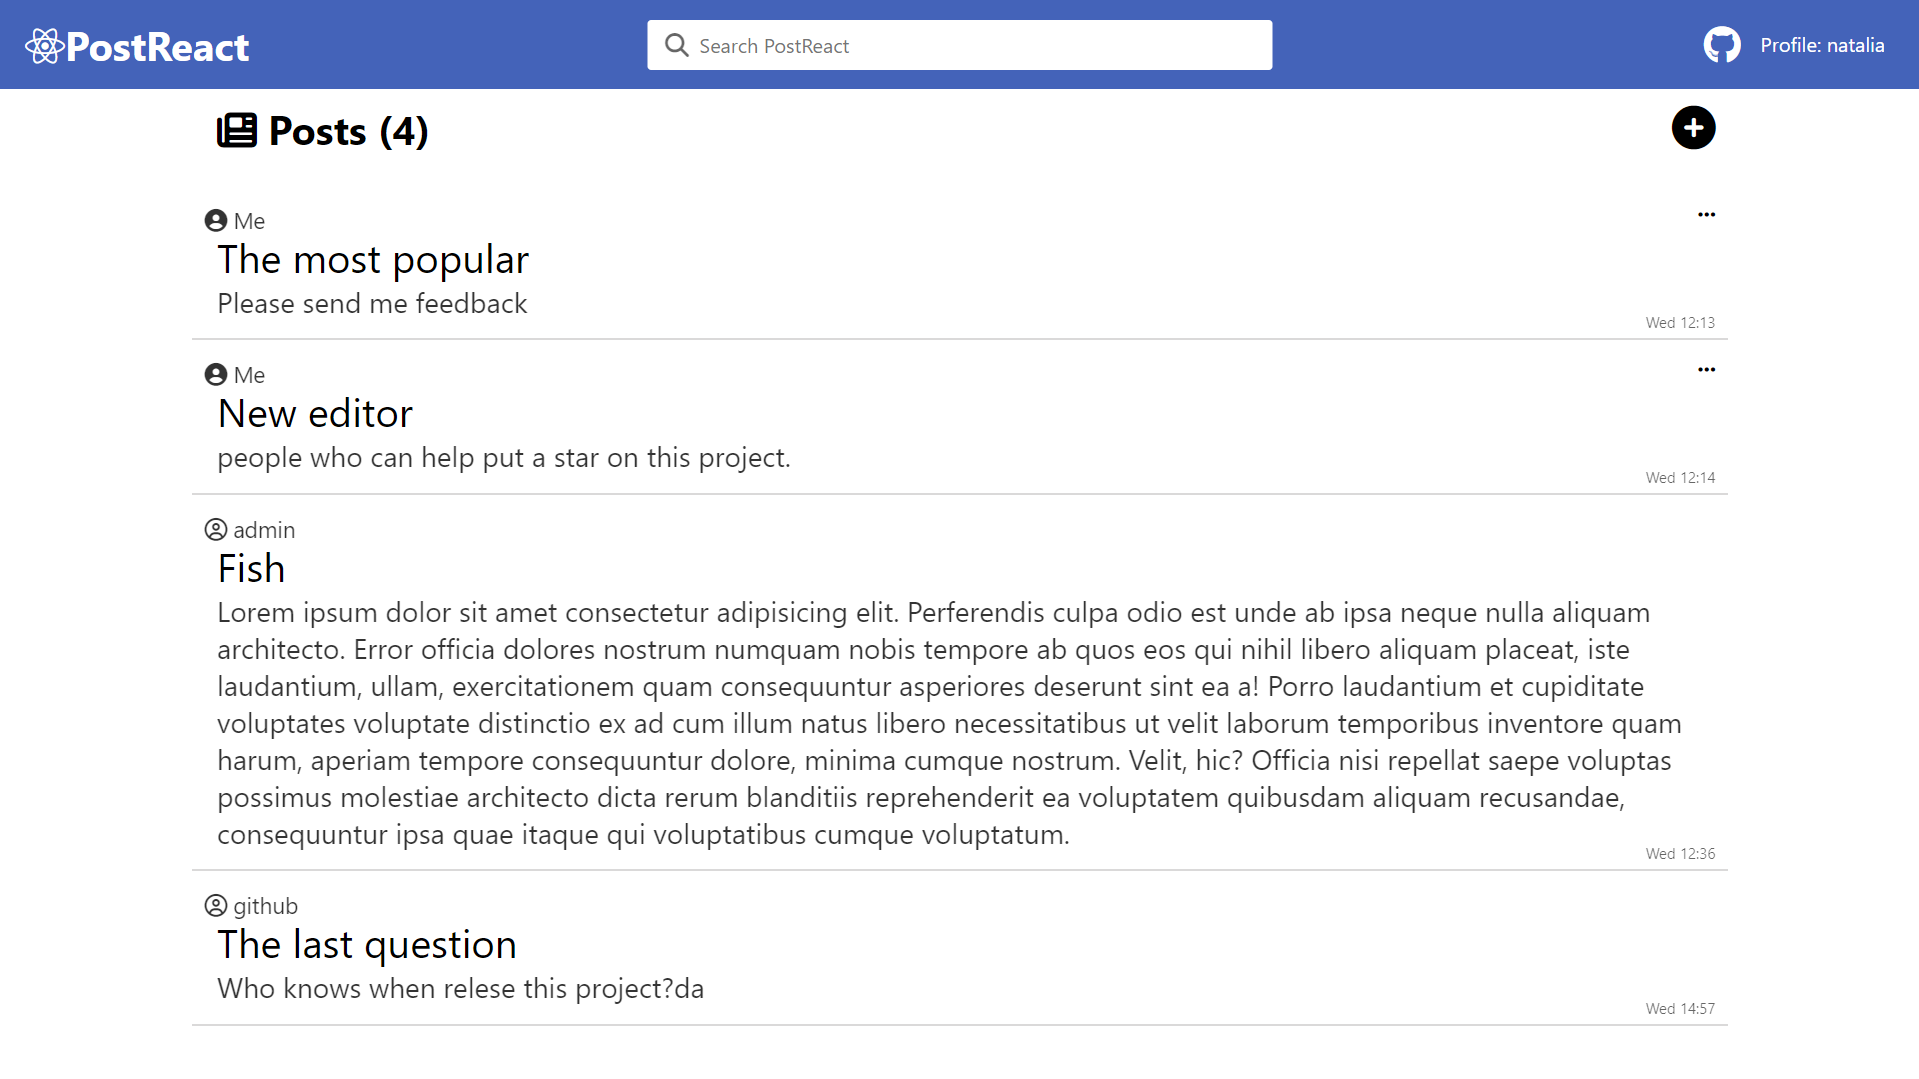 PostReact
Search PostReact
Profile: natalia
Posts (4)
Me
The most popular
Please send me feedback
Wed 12:13
Me
New editor
people who can help put a star on this project.
Wed 12:14
admin
Fish
Lorem ipsum dolor sit amet consectetur adipisicing elit. Perferendis culpa odio est unde ab ipsa neque nulla aliquam
architecto. Error officia dolores nostrum numquam nobis tempore ab quos eos qui nihil libero aliquam placeat, iste
laudantium, ullam, exercitationem quam consequuntur asperiores deserunt sint ea a! Porro laudantium et cupiditate
voluptates voluptate distinctio ex ad cum illum natus libero necessitatibus ut velit laborum temporibus inventore quam
harum, aperiam tempore consequuntur dolore, minima cumque nostrum. Velit, hic? Officia nisi repellat saepe voluptas
possimus molestiae architecto dicta rerum blanditiis reprehenderit ea voluptatem quibusdam aliquam recusandae,
consequuntur ipsa quae itaque qui voluptatibus cumque voluptatum.
Wed 12:36
github
The last question
Who knows when relese this project?da
Wed 14:57